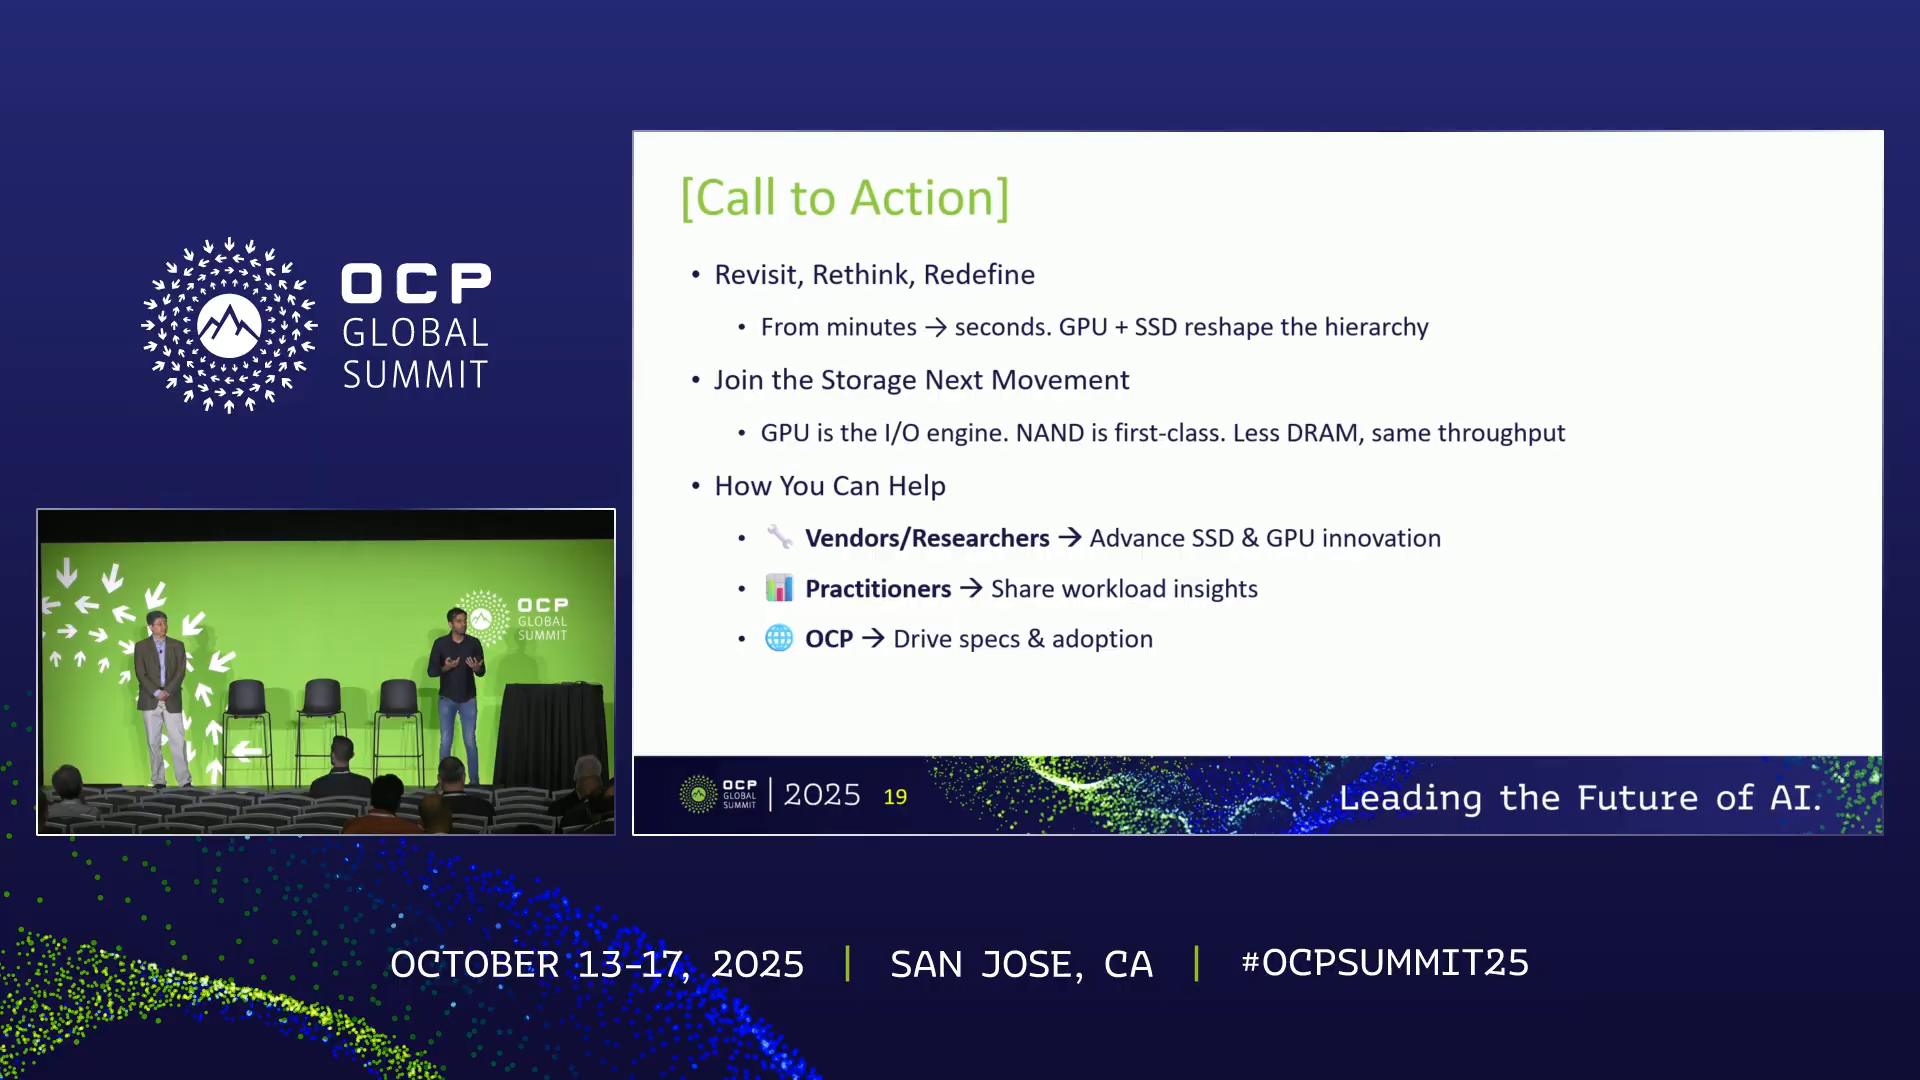 OCP
GLOBAL
SUMMIT
[Call to Action]
• Revisit, Rethink, Redefine
• From minutes → seconds. GPU + SSD reshape the hierarchy
• Join the Storage Next Movement
• GPU is the I/O engine. NAND is first-class. Less DRAM, same throughput
• How You Can Help
• Vendors/Researchers → Advance SSD & GPU innovation
• Practitioners → Share workload insights
• OCP → Drive specs & adoption
OCP
GLOBAL
SUMMIT
2025
19
Leading the Future of AI.
OCP
GLOBAL
SUMMIT
OCTOBER 13-17, 2025 | SAN JOSE, CA | #OCPSUMMIT25